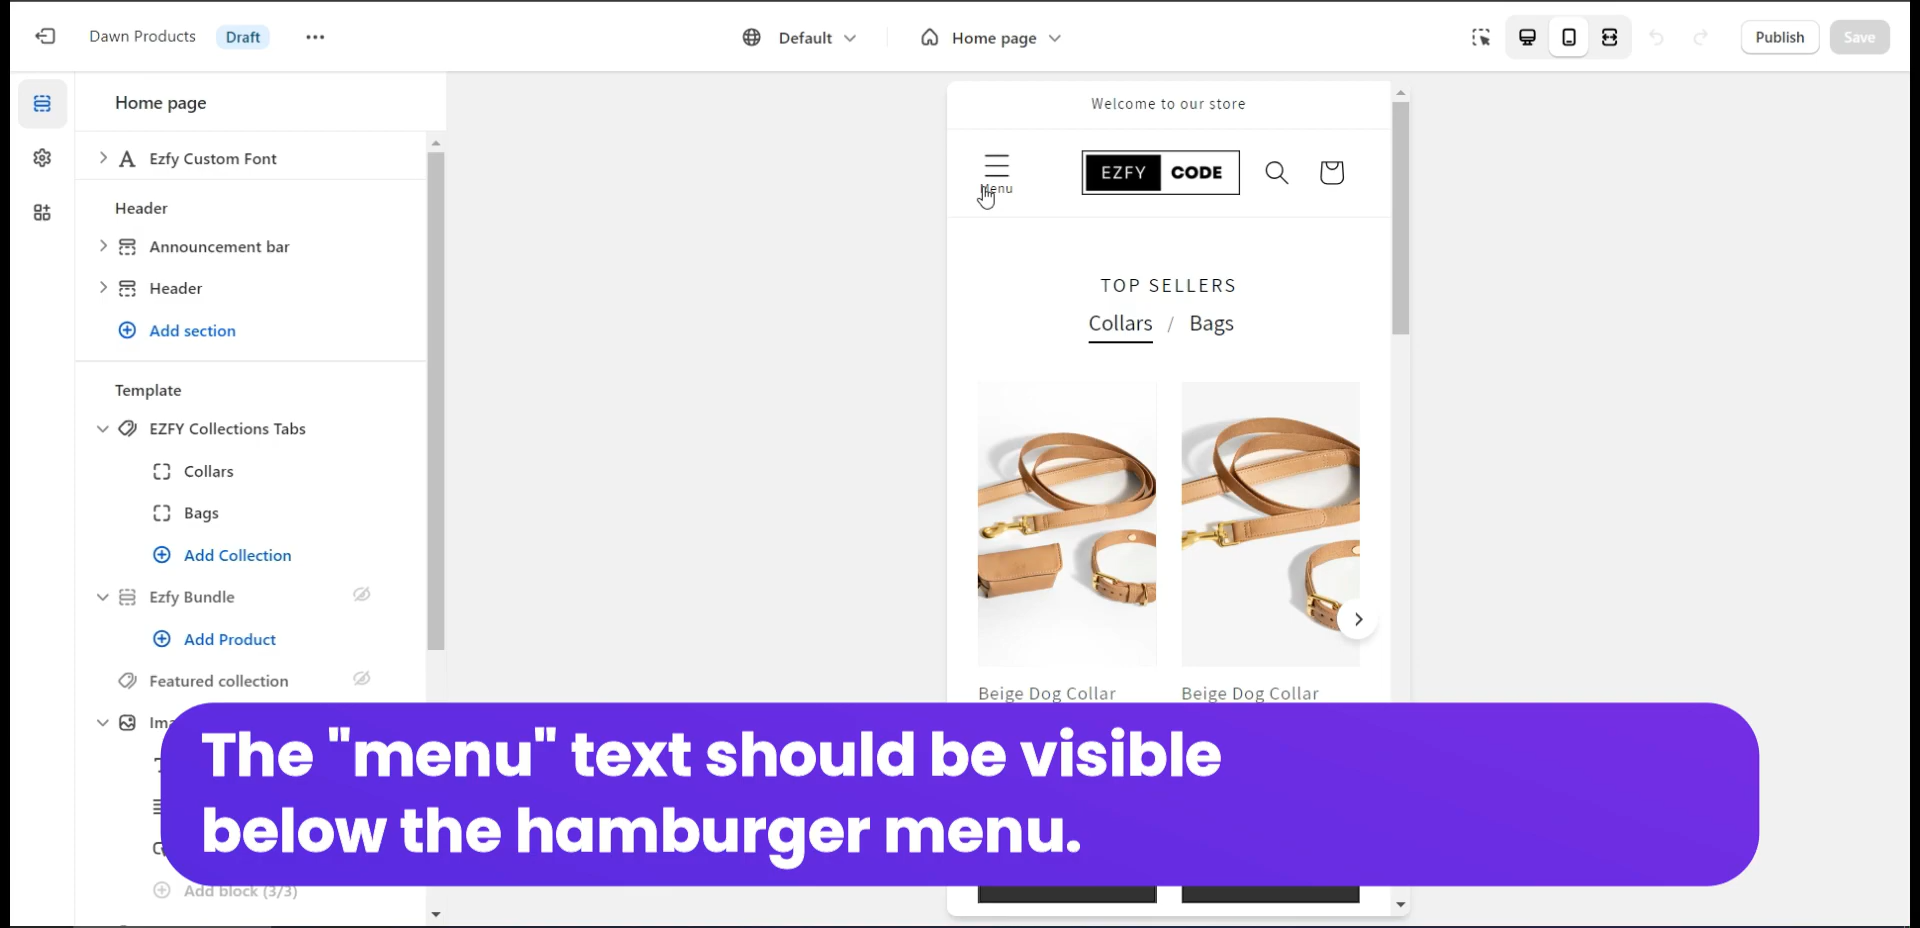 Dawn Products
Draft
Default
Home page
Publish
Save
Home page
Ezfy Custom Font
Header
Announcement bar
Header
Add section
Template
EZFY Collections Tabs
Collars
Bags
Add Collection
Ezfy Bundle
Add Product
Featured collection
Ima
Add block (3/3)
Welcome to our store
Menu
EZFY CODE
TOP SELLERS
Collars / Bags
Beige Dog Collar
Beige Dog Collar
The "menu" text should be visible
below the hamburger menu.